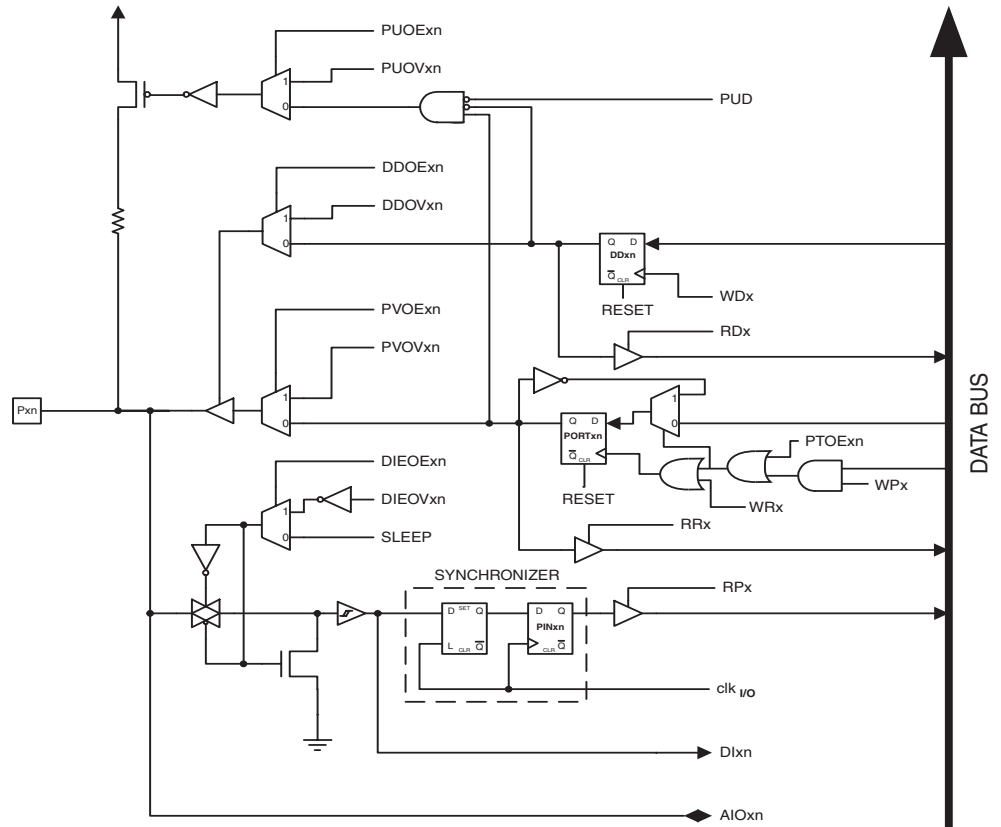 PUOExn
PUOVxn
1
0
PUD
DDOExn
DDOVxn
1
0
Q D
DDxn
Q CLR
WDx
RESET
RDx
PVOExn
PVOVxn
1
0
Pxn
1
0
Q D
PORTxn
Q CLR
PTOExn
WPx
RESET
WRx
RRx
DIEOExn
DIEOVxn
1
0
SLEEP
SYNCHRONIZER
RPx
D SET Q
L CLR Q
D Q
PINxn
CLR Q
clk I/O
DIxn
AIOxn
DATA BUS